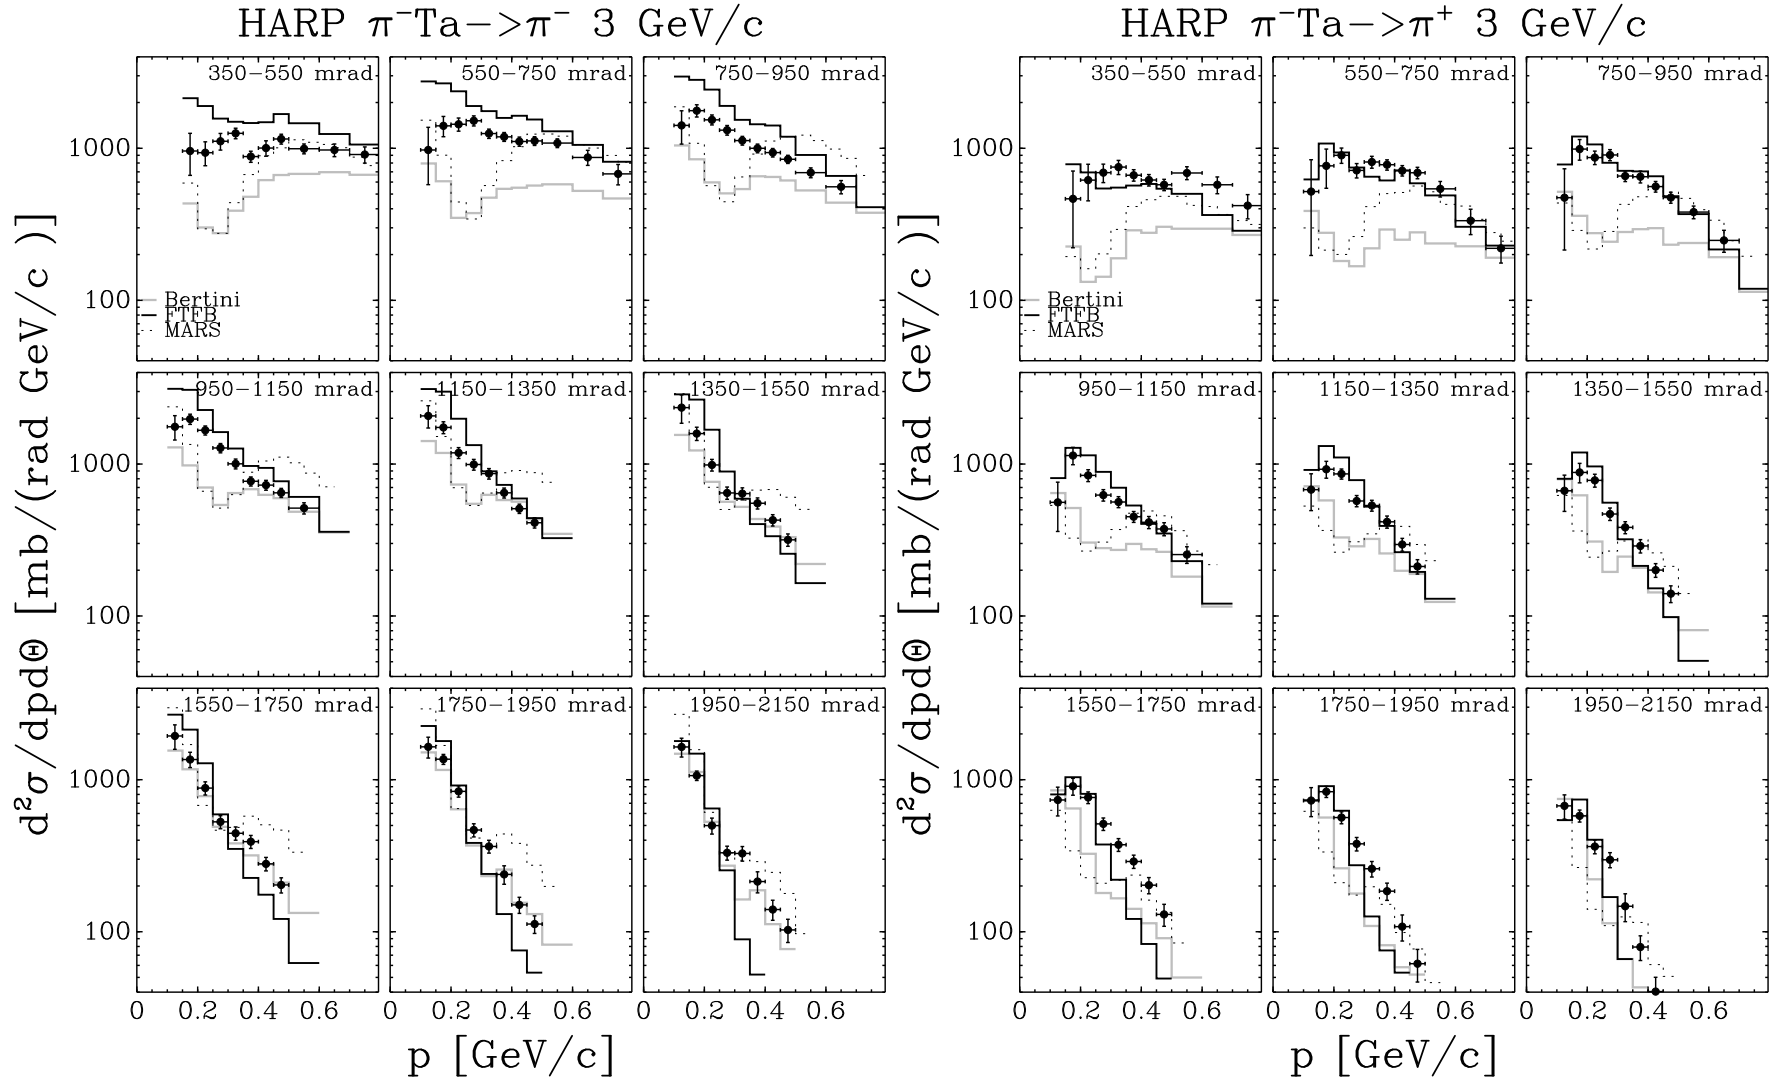 HARP π⁻Ta−>π⁻ 3 GeV/c
d²σ/dpdΘ [mb/(rad GeV/c )]
350−550 mrad
550−750 mrad
750−950 mrad
1000
100
Bertini
FTFB
MARS
950−1150 mrad
1150−1350 mrad
1350−1550 mrad
1000
100
1550−1750 mrad
1750−1950 mrad
1950−2150 mrad
1000
100
0 0.2 0.4 0.6 0 0.2 0.4 0.6 0 0.2 0.4 0.6
p [GeV/c]
HARP π⁻Ta−>π⁺ 3 GeV/c
d²σ/dpdΘ [mb/(rad GeV/c )]
350−550 mrad
550−750 mrad
750−950 mrad
1000
100
Bertini
FTFB
MARS
950−1150 mrad
1150−1350 mrad
1350−1550 mrad
1000
100
1550−1750 mrad
1750−1950 mrad
1950−2150 mrad
1000
100
0 0.2 0.4 0.6 0 0.2 0.4 0.6 0 0.2 0.4 0.6
p [GeV/c]